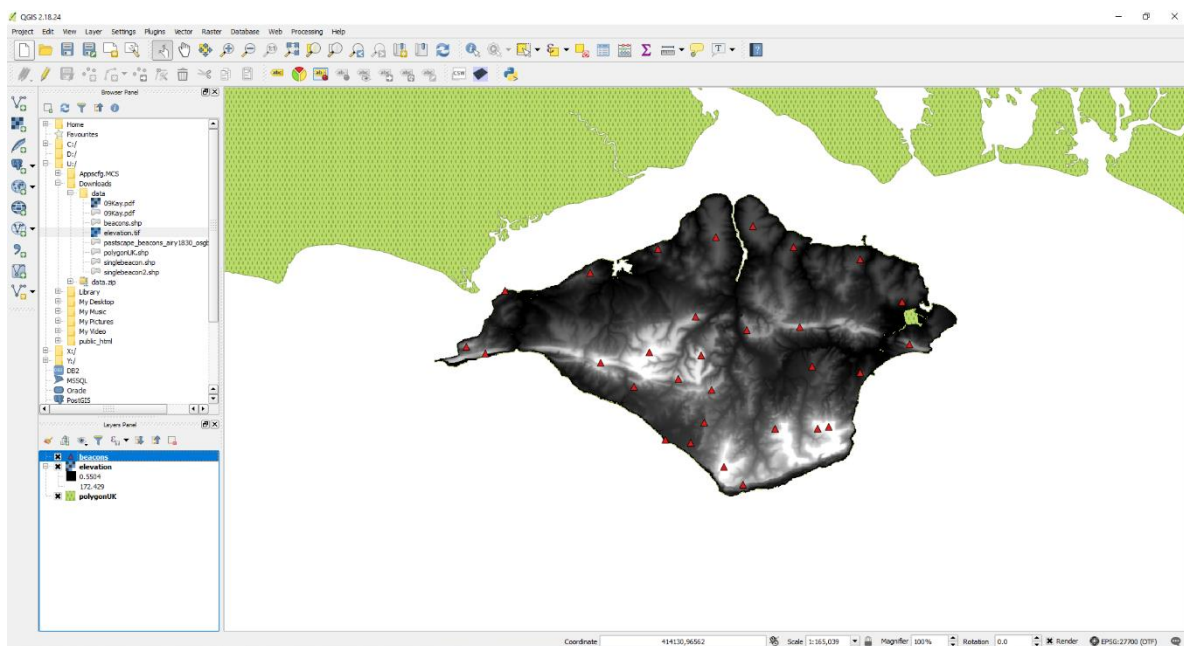 QGIS 2.18.24
Project Edit View Layer Settings Plugins Vector Raster Database Web Processing Help
Browser Panel
Home
Favourites
C:/
D:/
U:/
Appscfg.MCS
Downloads
data
09Kay.pdf
09Kay.pdf
beacons.shp
elevation.tif
pastscape_beacons_airy1830_osgb
polygonUK.shp
singlebeacon.shp
singlebeacon2.shp
data.zip
Library
My Desktop
My Music
My Pictures
My Video
public_html
X:/
Y:/
DB2
MSSQL
Oracle
PostGIS
Layers Panel
beacons
elevation
0.5504
172.429
polygonUK
Coordinate 414130,96562 Scale 1:165,039 Magnifier 100% Rotation 0.0 Render EPSG:27700 (OTF)